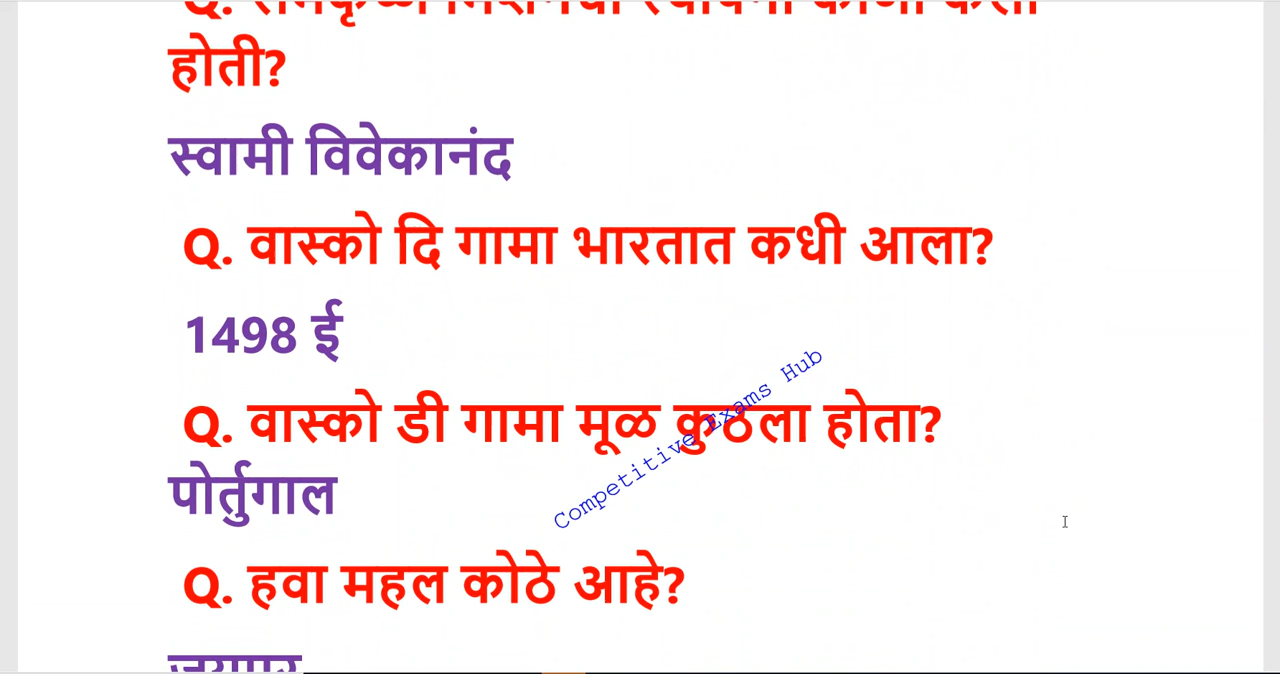 होती?
स्वामी विवेकानंद
Q. वास्को दि गामा भारतात कधी आला?
1498 ई
Q. वास्को डी गामा मूळ कुठला होता?
पोर्तुगाल
Competitive Exams Hub
Q. हवा महल कोठे आहे?